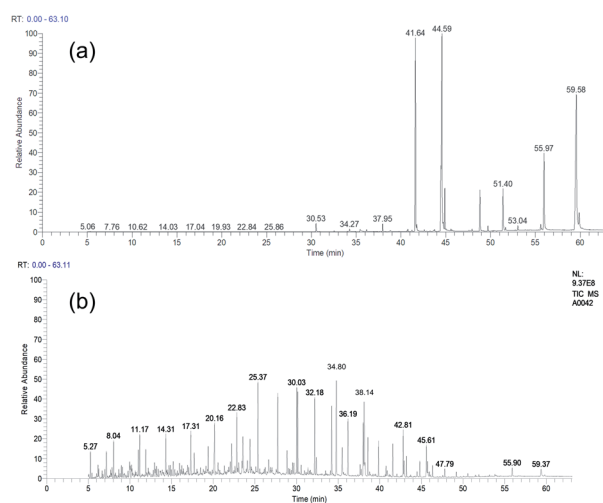 RT: 0.00 - 63.10
(a)
100
90
80
70
60
50
40
30
20
10
0
Relative Abundance
5.06 7.76 10.62 14.03 17.04 19.93 22.84 25.86 30.53 34.27 37.95 41.64 44.59 51.40 53.04 55.97 59.58
0 5 10 15 20 25 30 35 40 45 50 55 60
Time (min)
RT: 0.00 - 63.11
NL:
9.37E8
TIC MS
A0042
(b)
100
90
80
70
60
50
40
30
20
10
0
Relative Abundance
5.27 8.04 11.17 14.31 17.31 20.16 22.83 25.37 30.03 32.18 34.80 36.19 38.14 42.81 45.61 47.79 55.90 59.37
0 5 10 15 20 25 30 35 40 45 50 55 60
Time (min)